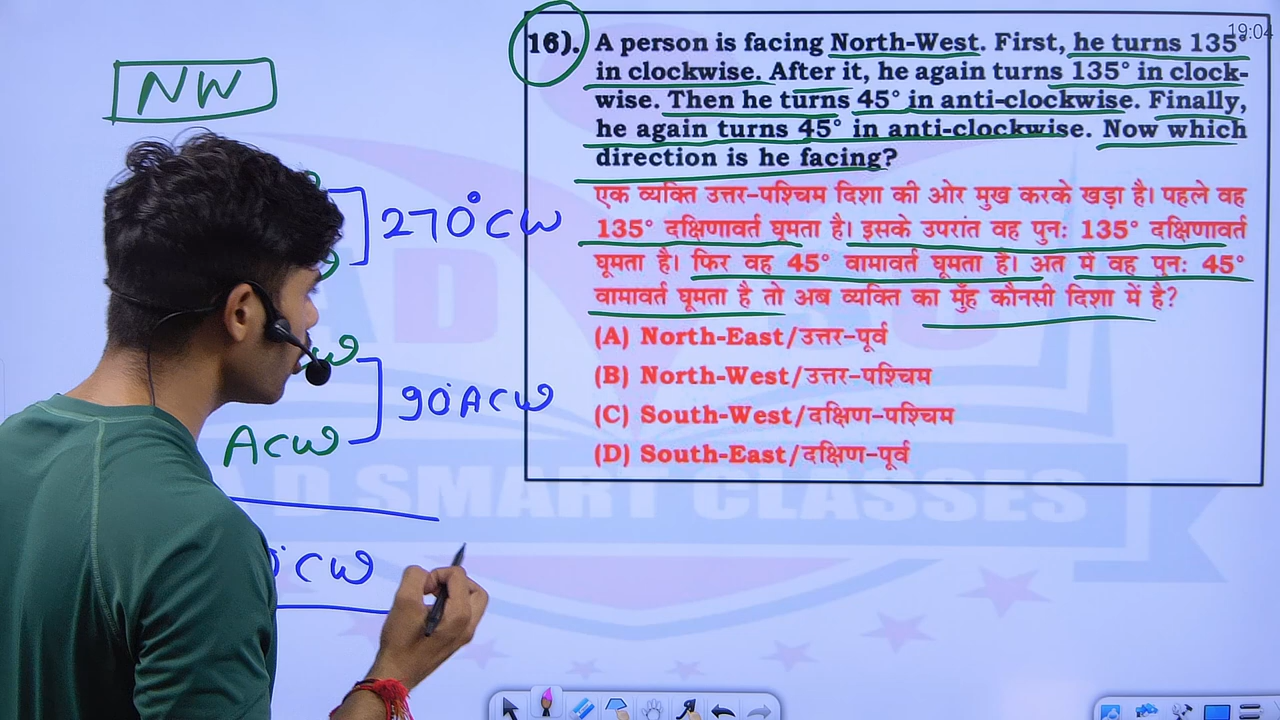 19:04
NW
16). A person is facing North-West. First, he turns 135°
in clockwise. After it, he again turns 135° in clock-
wise. Then he turns 45° in anti-clockwise. Finally,
he again turns 45° in anti-clockwise. Now which
direction is he facing?
एक व्यक्ति उत्तर-पश्चिम दिशा की ओर मुख करके खड़ा है। पहले वह
135° दक्षिणावर्त घूमता है। इसके उपरांत वह पुन: 135° दक्षिणावर्त
घूमता है। फिर वह 45° वामावर्त घूमता है। अंत में वह पुन: 45°
वामावर्त घूमता है तो अब व्यक्ति का मुँह कौनसी दिशा में है?
(A) North-East/उत्तर-पूर्व
(B) North-West/उत्तर-पश्चिम
(C) South-West/दक्षिण-पश्चिम
(D) South-East/दक्षिण-पूर्व
270° CW
90° ACW
ACW
CW
AD SMART CLASSES